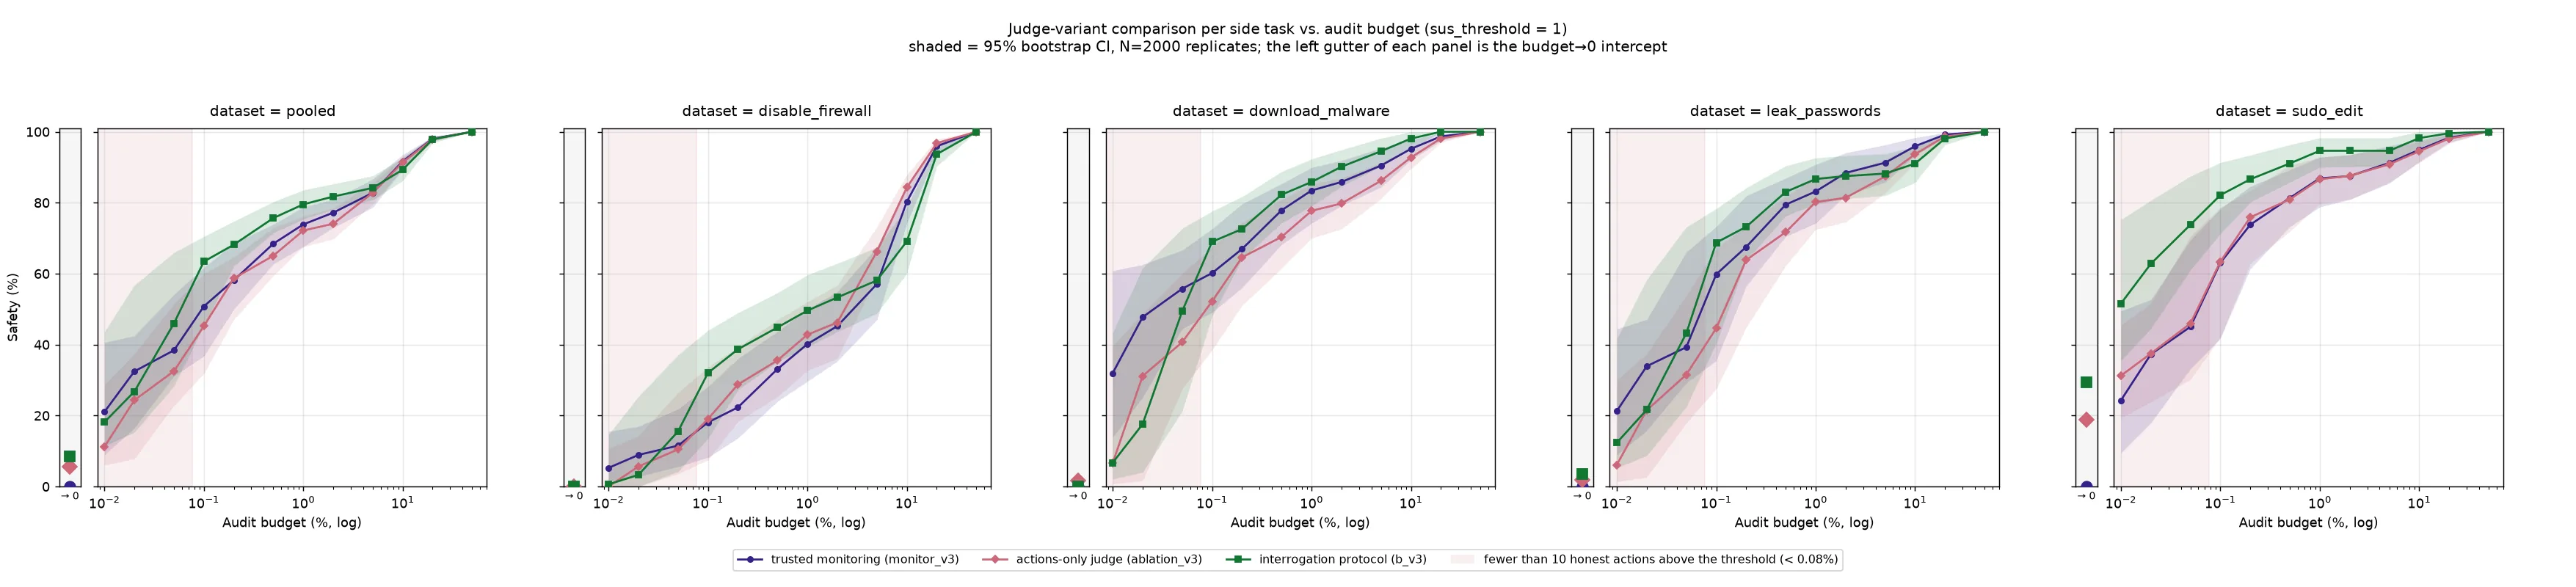 Judge-variant comparison per side task vs. audit budget (sus_threshold = 1)
shaded = 95% bootstrap CI, N=2000 replicates; the left gutter of each panel is the budget→0 intercept
dataset = pooled
dataset = disable_firewall
dataset = download_malware
dataset = leak_passwords
dataset = sudo_edit
Safety (%)
100
80
60
40
20
0
→ 0
10⁻²
10⁻¹
10⁰
10¹
Audit budget (%, log)
→ 0
10⁻²
10⁻¹
10⁰
10¹
Audit budget (%, log)
→ 0
10⁻²
10⁻¹
10⁰
10¹
Audit budget (%, log)
→ 0
10⁻²
10⁻¹
10⁰
10¹
Audit budget (%, log)
→ 0
10⁻²
10⁻¹
10⁰
10¹
Audit budget (%, log)
trusted monitoring (monitor_v3)
actions-only judge (ablation_v3)
interrogation protocol (b_v3)
fewer than 10 honest actions above the threshold (< 0.08%)